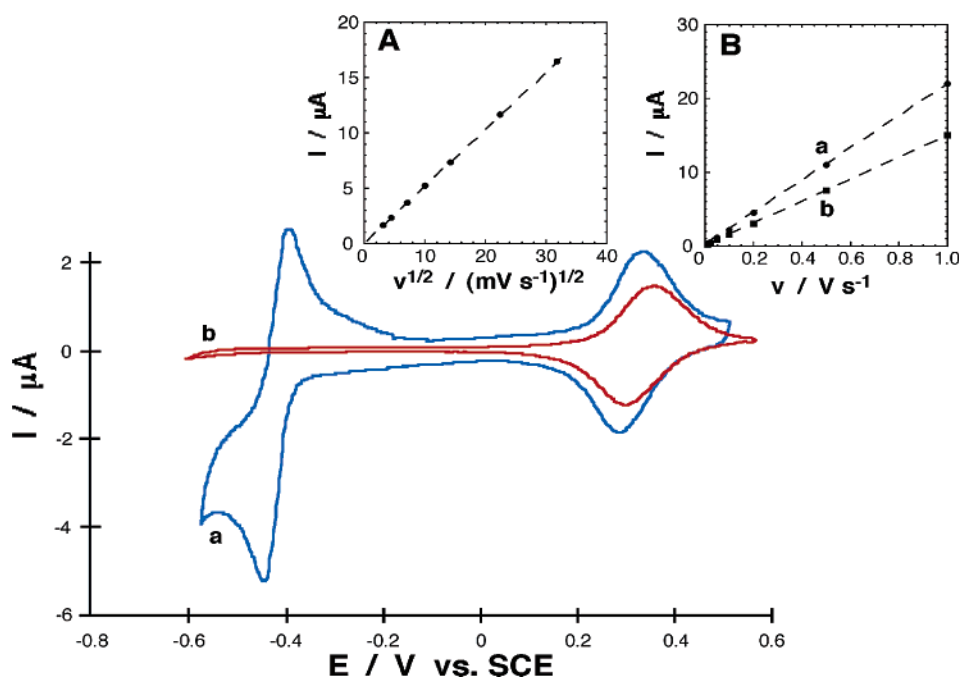 A
I / μA
20
15
10
5
0
0 10 20 30 40
v1/2 / (mV s-1)1/2
B
I / μA
30
20
10
0
a
b
0.2 0.4 0.6 0.8 1.0
v / V s-1
I / μA
2
0
-2
-4
-6
b
a
-0.8 -0.6 -0.4 -0.2 0 0.2 0.4 0.6
E / V vs. SCE